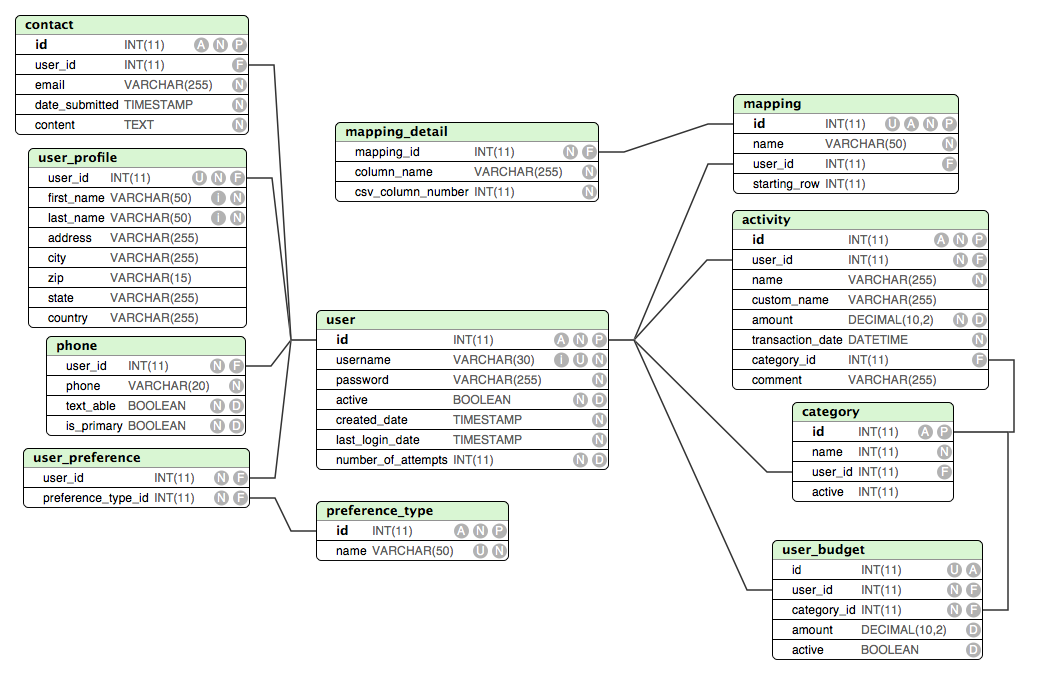 contact
id INT(11) A N P
user_id INT(11) F
email VARCHAR(255) N
date_submitted TIMESTAMP N
content TEXT N
user_profile
user_id INT(11) U N F
first_name VARCHAR(50) I N
last_name VARCHAR(50) I N
address VARCHAR(255)
city VARCHAR(255)
zip VARCHAR(15)
state VARCHAR(255)
country VARCHAR(255)
phone
user_id INT(11) N F
phone VARCHAR(20) N
text_able BOOLEAN N D
is_primary BOOLEAN N D
user_preference
user_id INT(11) N F
preference_type_id INT(11) N F
mapping_detail
mapping_id INT(11) N F
column_name VARCHAR(255) N
csv_column_number INT(11) N
user
id INT(11) A N P
username VARCHAR(30) I U N
password VARCHAR(255) N
active BOOLEAN N D
created_date TIMESTAMP N
last_login_date TIMESTAMP N
number_of_attempts INT(11) N D
preference_type
id INT(11) A N P
name VARCHAR(50) U N
mapping
id INT(11) U A N P
name VARCHAR(50) N
user_id INT(11) F
starting_row INT(11)
activity
id INT(11) A N P
user_id INT(11) N F
name VARCHAR(255) N
custom_name VARCHAR(255)
amount DECIMAL(10,2) N D
transaction_date DATETIME N
category_id INT(11) F
comment VARCHAR(255)
category
id INT(11) A P
name INT(11) N
user_id INT(11) F
active INT(11)
user_budget
id INT(11) U A
user_id INT(11) N F
category_id INT(11) N F
amount DECIMAL(10,2) D
active BOOLEAN D